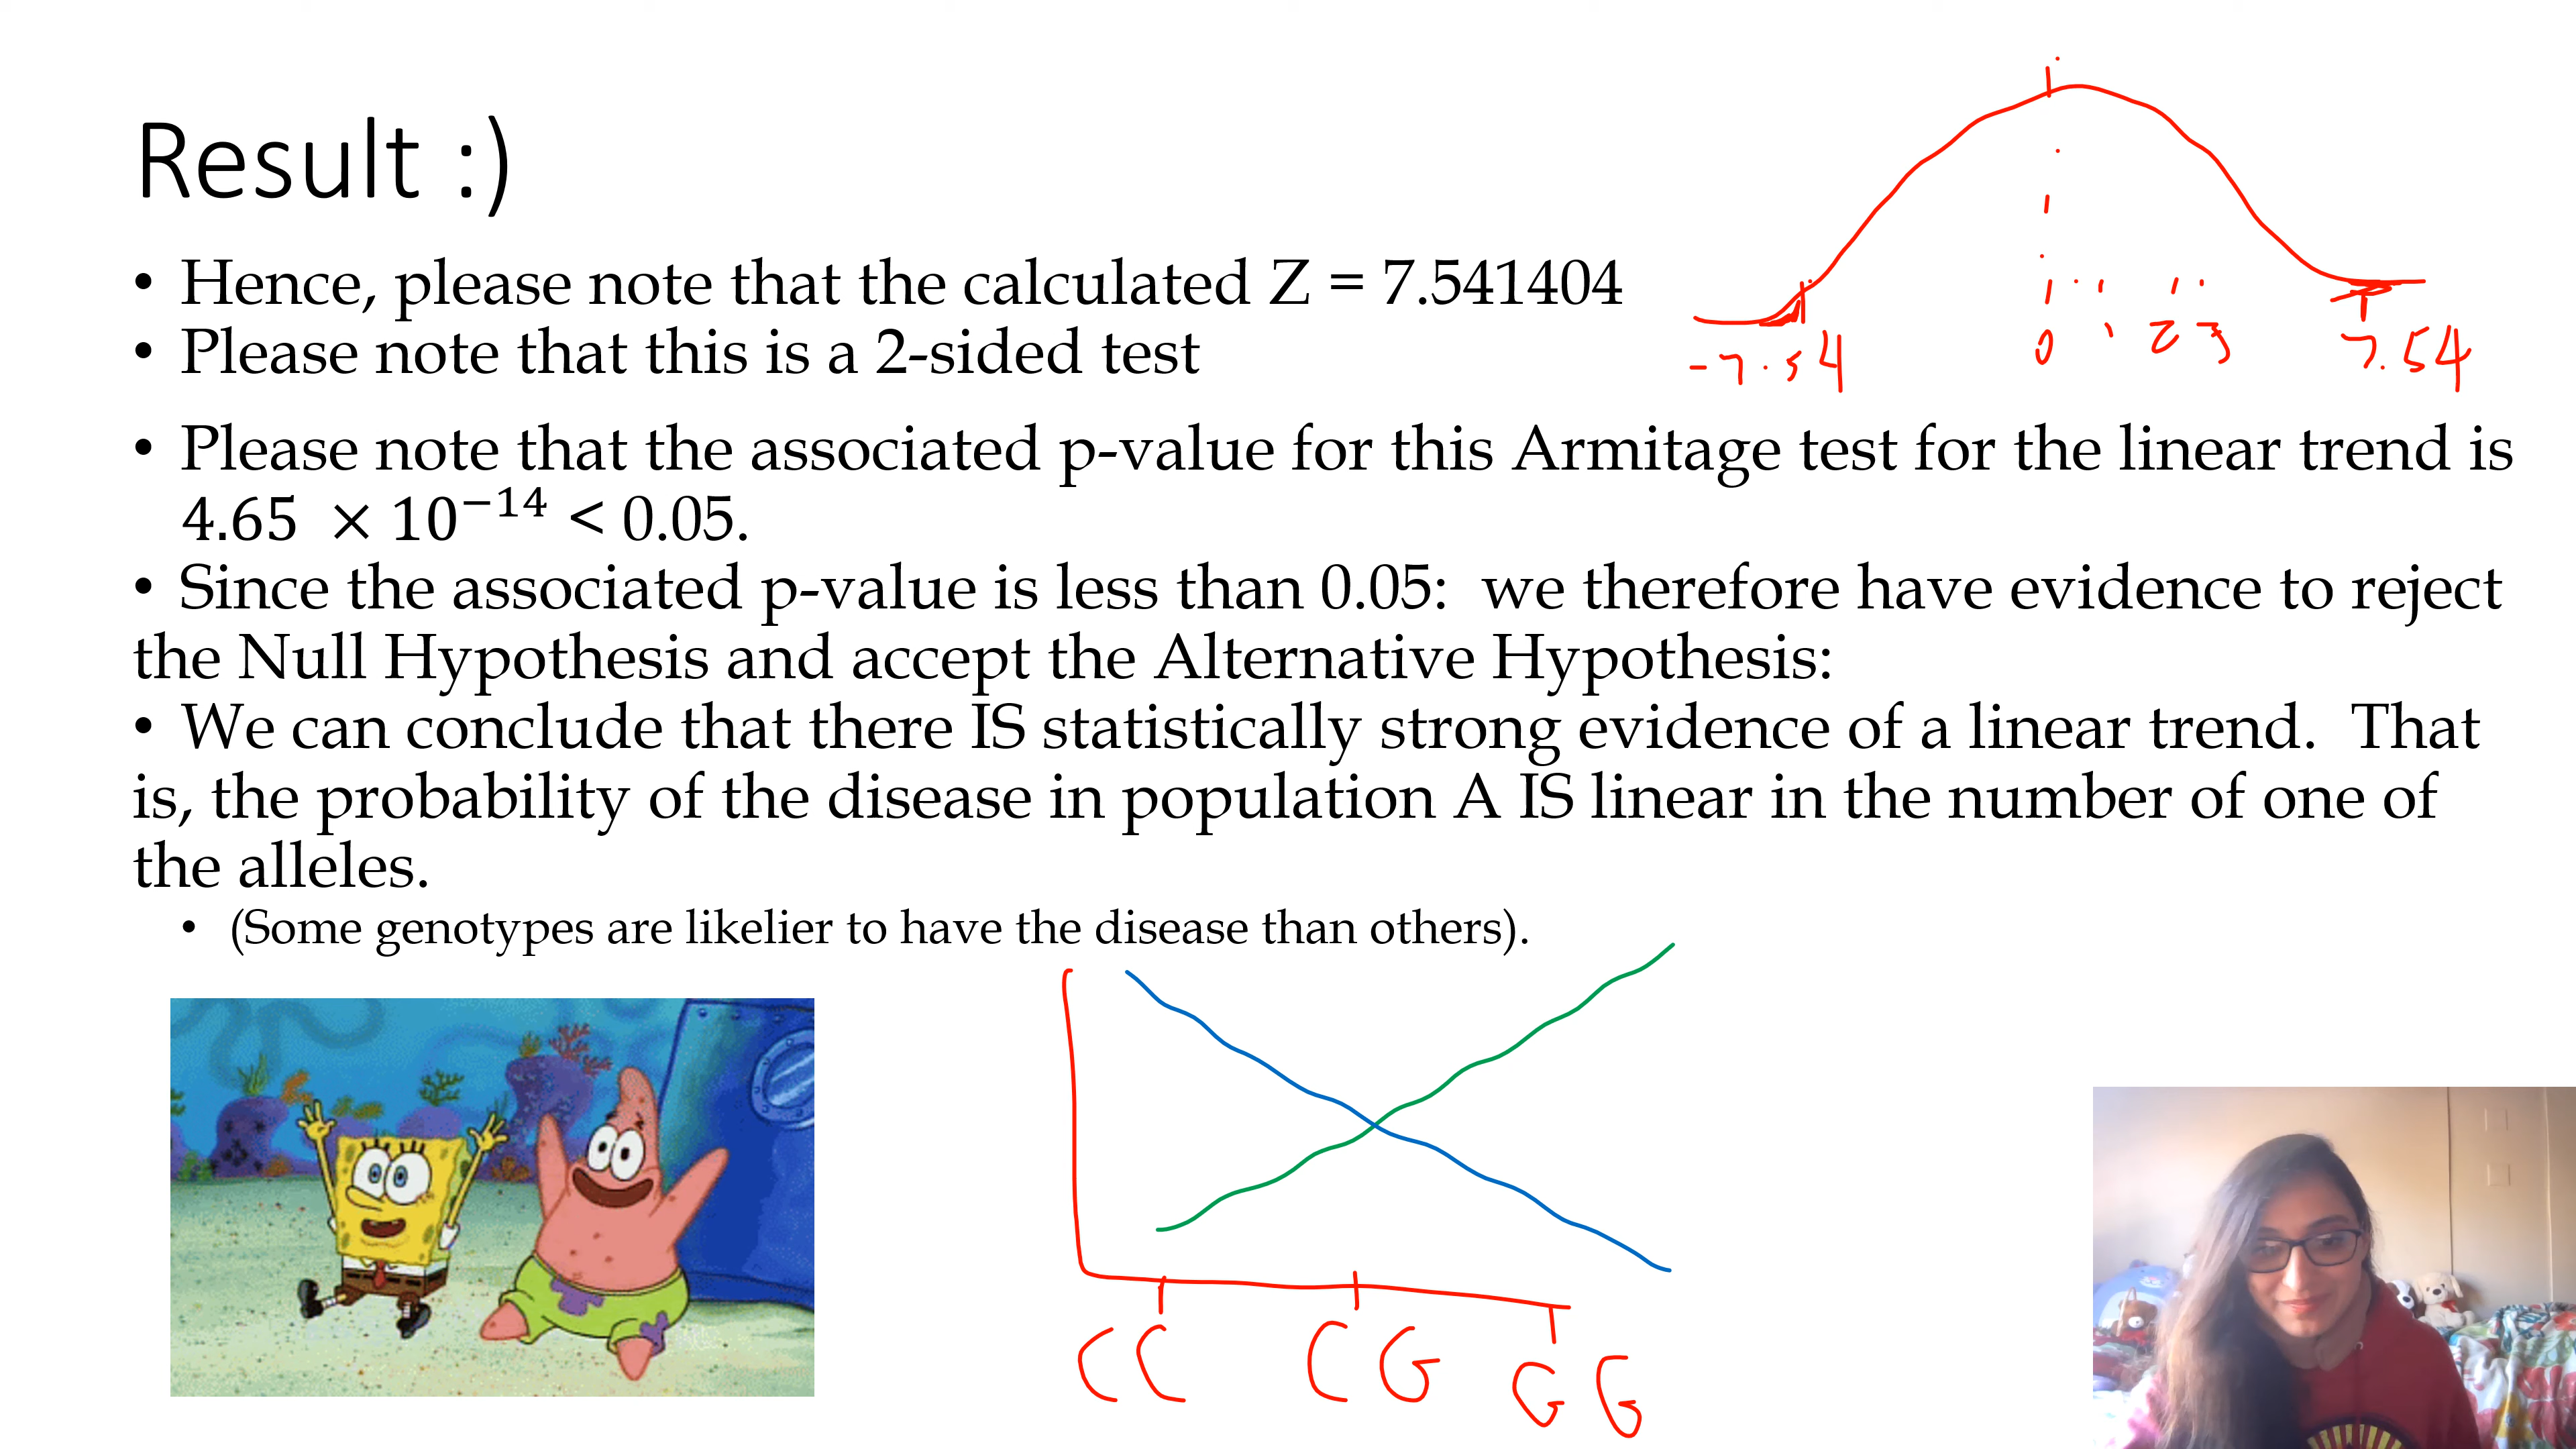 Result :)
• Hence, please note that the calculated Z = 7.541404
• Please note that this is a 2-sided test
-7.54 0 1 2 3 7.54
• Please note that the associated p-value for this Armitage test for the linear trend is
4.65 × 10⁻¹⁴ < 0.05.
• Since the associated p-value is less than 0.05: we therefore have evidence to reject
the Null Hypothesis and accept the Alternative Hypothesis:
• We can conclude that there IS statistically strong evidence of a linear trend. That
is, the probability of the disease in population A IS linear in the number of one of
the alleles.
• (Some genotypes are likelier to have the disease than others).
CC CG GG